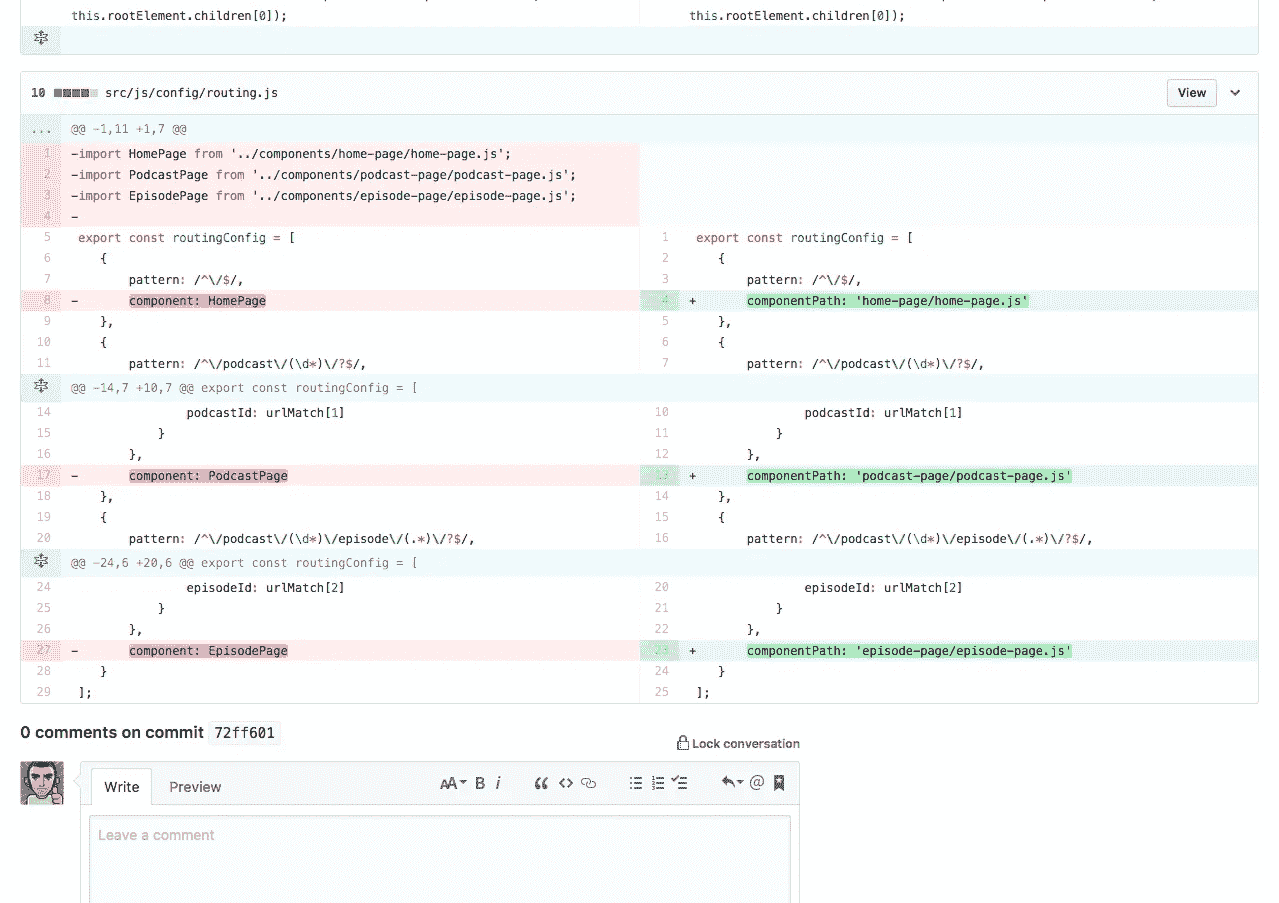 this.rootElement.children[0]); this.rootElement.children[0]);
10 src/js/config/routing.js View
... @@ -1,11 +1,7 @@
1 -import HomePage from '../components/home-page/home-page.js';
2 -import PodcastPage from '../components/podcast-page/podcast-page.js';
3 -import EpisodePage from '../components/episode-page/episode-page.js';
4 -
5 export const routingConfig = [ 1 export const routingConfig = [
6 { 2 {
7 pattern: /^\/$/, 3 pattern: /^\/$/,
8 - component: HomePage 4 + componentPath: 'home-page/home-page.js'
9 }, 5 },
10 { 6 {
11 pattern: /^\/podcast\/(\d*)\/?$/, 7 pattern: /^\/podcast\/(\d*)\/?$/,
@@ -14,7 +10,7 @@ export const routingConfig = [
14 podcastId: urlMatch[1] 10 podcastId: urlMatch[1]
15 } 11 }
16 }, 12 },
17 - component: PodcastPage 13 + componentPath: 'podcast-page/podcast-page.js'
18 }, 14 },
19 { 15 {
20 pattern: /^\/podcast\/(\d*)\/episode\/(.*)\/?$/, 16 pattern: /^\/podcast\/(\d*)\/episode\/(.*)\/?$/,
@@ -24,6 +20,6 @@ export const routingConfig = [
24 episodeId: urlMatch[2] 20 episodeId: urlMatch[2]
25 } 21 }
26 }, 22 },
27 - component: EpisodePage 23 + componentPath: 'episode-page/episode-page.js'
28 } 24 }
29 ]; 25 ];
0 comments on commit 72ff601
Lock conversation
Write Preview AA B i “ <> @
Leave a comment